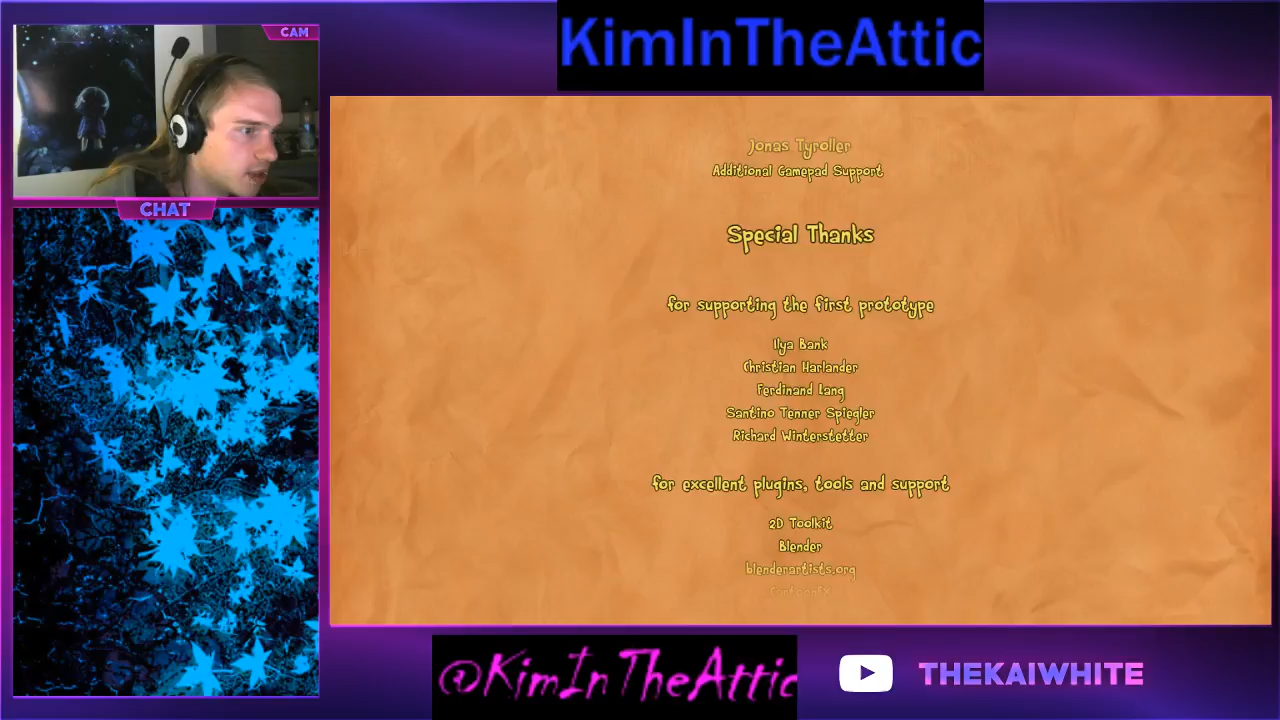 CAM
KimInTheAttic
CHAT
Jonas Tyroller
Additional Gamepad Support
Special Thanks
for supporting the first prototype
Ilya Bank
Christian Harlander
Ferdinand Lang
Santino Tenner Spiegler
Richard Winterstetter
for excellent plugins, tools and support
2D Toolkit
Blender
blenderartists.org
CartoonFX
@KimInTheAttic
THEKAIWHITE